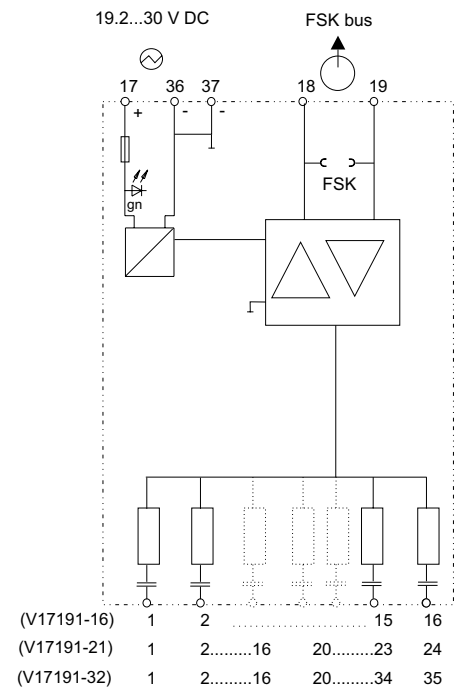 19.2...30 V DC FSK bus
17 36 37 18 19
+ - -
FSK
gn
(V17191-16) 1 2 ........................ 15 16
(V17191-21) 1 2.........16 20.........23 24
(V17191-32) 1 2.........16 20.........34 35